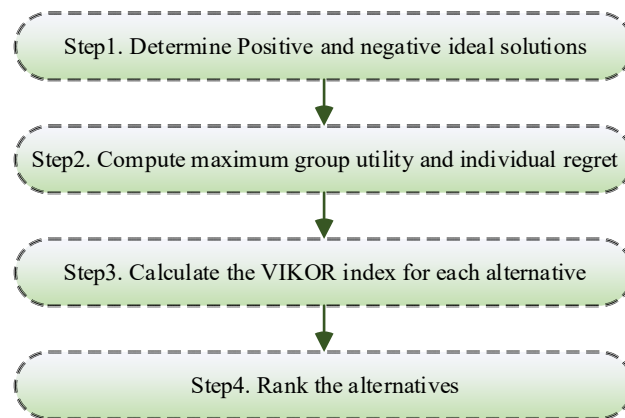 Step1. Determine Positive and negative ideal solutions
Step2. Compute maximum group utility and individual regret
Step3. Calculate the VIKOR index for each alternative
Step4. Rank the alternatives